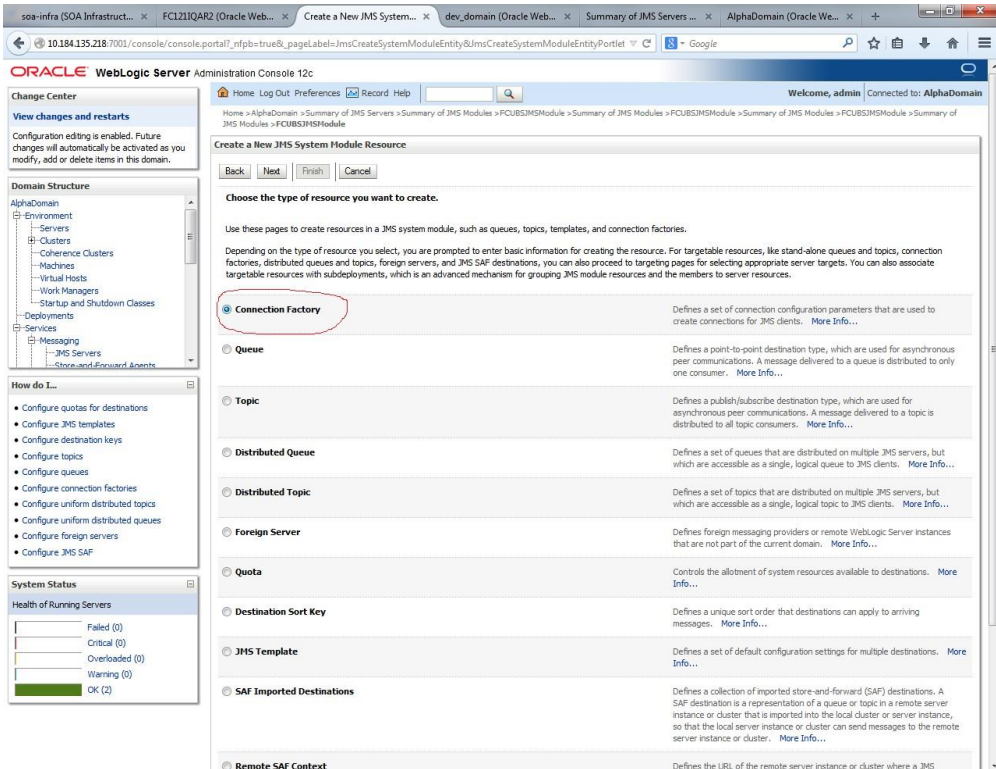 soa-infra (SOA Infrastruct...
FC121IQAR2 (Oracle Web...
Create a New JMS System...
dev_domain (Oracle Web...
Summary of JMS Servers ...
AlphaDomain (Oracle We...
10.184.135.218:7001/console/console.portal?_nfpb=true&_pageLabel=JmsCreateSystemModuleEntity&JmsCreateSystemModuleEntityPortlet
Google
ORACLE WebLogic Server Administration Console 12c
Change Center
View changes and restarts
Configuration editing is enabled. Future
changes will automatically be activated as you
modify, add or delete items in this domain.
Domain Structure
AlphaDomain
Environment
Servers
Clusters
Coherence Clusters
Machines
Virtual Hosts
Work Managers
Startup and Shutdown Classes
Deployments
Services
Messaging
JMS Servers
Store-and-Forward Agents
How do I...
Configure quotas for destinations
Configure JMS templates
Configure destination keys
Configure topics
Configure queues
Configure connection factories
Configure uniform distributed topics
Configure uniform distributed queues
Configure foreign servers
Configure JMS SAF
System Status
Health of Running Servers
Failed (0)
Critical (0)
Overloaded (0)
Warning (0)
OK (2)
Home Log Out Preferences Record Help
Welcome, admin Connected to: AlphaDomain
Home >AlphaDomain >Summary of JMS Servers >Summary of JMS Modules >FCUBSJMSModule >Summary of JMS Modules >FCUBSJMSModule >Summary of JMS Modules >FCUBSJMSModule >Summary of
JMS Modules >FCUBSJMSModule
Create a New JMS System Module Resource
Back Next Finish Cancel
Choose the type of resource you want to create.
Use these pages to create resources in a JMS system module, such as queues, topics, templates, and connection factories.
Depending on the type of resource you select, you are prompted to enter basic information for creating the resource. For targetable resources, like stand-alone queues and topics, connection
factories, distributed queues and topics, foreign servers, and JMS SAF destinations, you can also proceed to targeting pages for selecting appropriate server targets. You can also associate
targetable resources with subdeployments, which is an advanced mechanism for grouping JMS module resources and the members to server resources.
Connection Factory
Defines a set of connection configuration parameters that are used to
create connections for JMS clients. More Info...
Queue
Defines a point-to-point destination type, which are used for asynchronous
peer communications. A message delivered to a queue is distributed to only
one consumer. More Info...
Topic
Defines a publish/subscribe destination type, which are used for
asynchronous peer communications. A message delivered to a topic is
distributed to all topic consumers. More Info...
Distributed Queue
Defines a set of queues that are distributed on multiple JMS servers, but
which are accessible as a single, logical queue to JMS clients. More Info...
Distributed Topic
Defines a set of topics that are distributed on multiple JMS servers, but
which are accessible as a single, logical topic to JMS clients. More Info...
Foreign Server
Defines foreign messaging providers or remote WebLogic Server instances
that are not part of the current domain. More Info...
Quota
Controls the allotment of system resources available to destinations. More
Info...
Destination Sort Key
Defines a unique sort order that destinations can apply to arriving
messages. More Info...
JMS Template
Defines a set of default configuration settings for multiple destinations. More
Info...
SAF Imported Destinations
Defines a collection of imported store-and-forward (SAF) destinations. A
SAF destination is a representation of a queue or topic in a remote server
instance or cluster that is imported into the local cluster or server instance,
so that the local server instance or cluster can send messages to the remote
server instance or cluster. More Info...
Remote SAF Context
Defines the URL of the remote server instance or cluster where a JMS